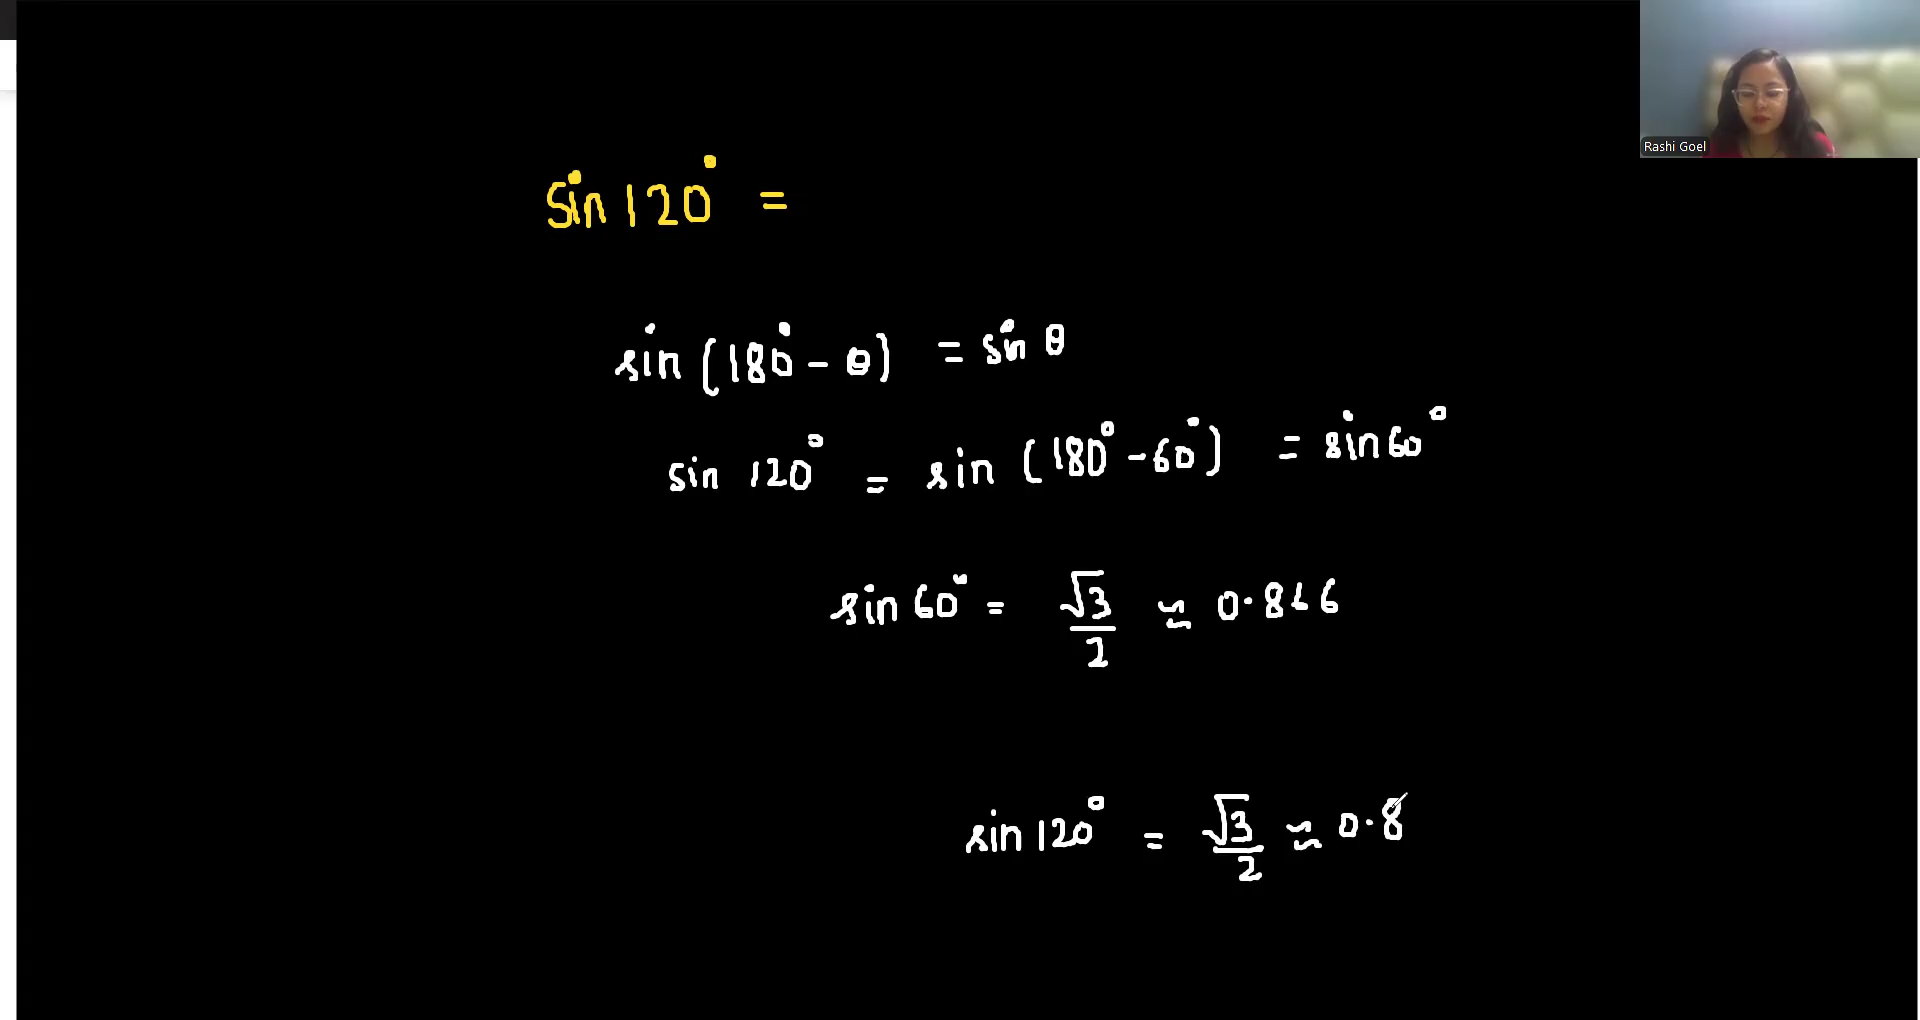 Rashi Goel
sin 120° =
sin (180° - θ) = sin θ
sin 120° = sin (180° - 60°) = sin 60°
sin 60° = √3/2 ≈ 0.866
sin 120° = √3/2 ≈ 0.8